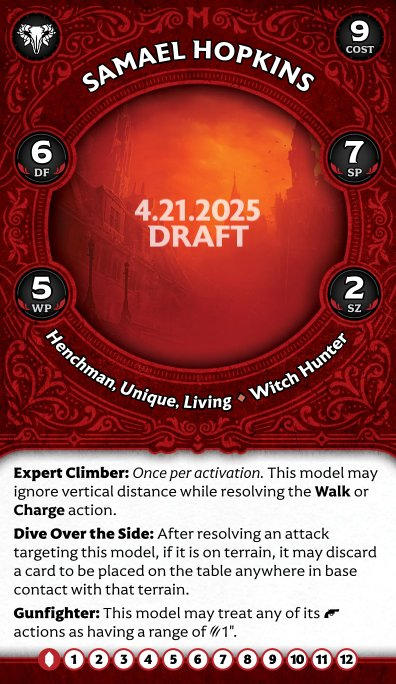 9
COST
SAMAEL HOPKINS
6
DF
7
SP
4.21.2025
DRAFT
5
WP
2
SZ
Henchman, Unique, Living ♦ Witch Hunter
Expert Climber: Once per activation. This model may
ignore vertical distance while resolving the Walk or
Charge action.
Dive Over the Side: After resolving an attack
targeting this model, if it is on terrain, it may discard
a card to be placed on the table anywhere in base
contact with that terrain.
Gunfighter: This model may treat any of its
actions as having a range of 1".
1 2 3 4 5 6 7 8 9 10 11 12